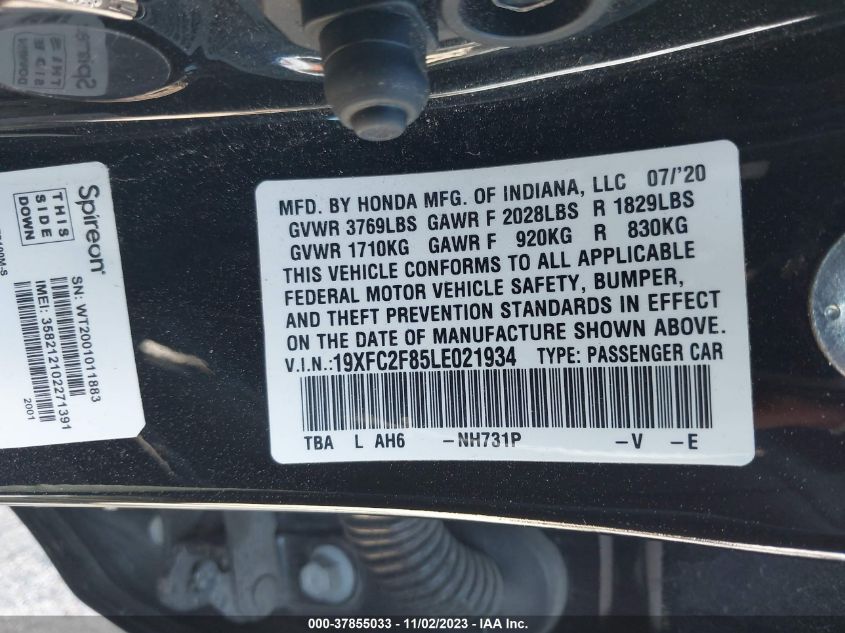 Spireon
THIS
SIDE
DOWN
SN: WT2001011883
IMEI: 358212102271391
2001
MFD. BY HONDA MFG. OF INDIANA, LLC 07/'20
GVWR 3769LBS GAWR F 2028LBS R 1829LBS
GVWR 1710KG GAWR F 920KG R 830KG
THIS VEHICLE CONFORMS TO ALL APPLICABLE
FEDERAL MOTOR VEHICLE SAFETY, BUMPER,
AND THEFT PREVENTION STANDARDS IN EFFECT
ON THE DATE OF MANUFACTURE SHOWN ABOVE.
V.I.N.:19XFC2F85LE021934 TYPE: PASSENGER CAR
TBA L AH6 -NH731P -V -E
000-37855033 - 11/02/2023 - IAA Inc.